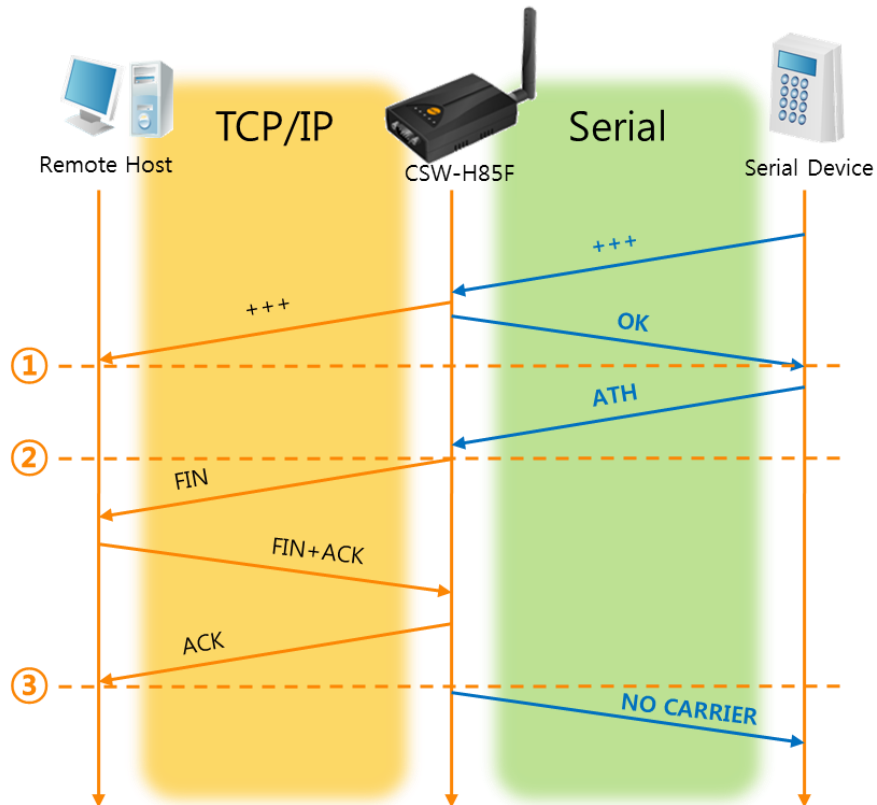 TCP/IP
Serial
Remote Host
CSW-H85F
Serial Device
+++
+++
OK
①
ATH
②
FIN
FIN+ACK
ACK
③
NO CARRIER